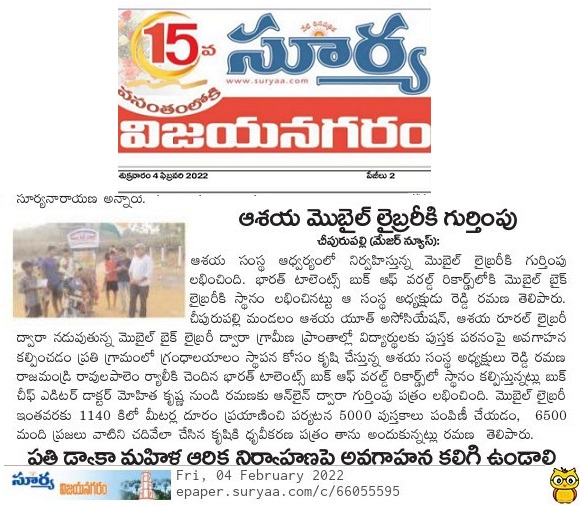 15వ
వసంతంలోకి
సూర్య
www.suryaa.com
విజయనగరం
శుక్రవారం 4 ఫిబ్రవరి 2022 పేజీలు 2
సూర్యనారాయణ అన్నారు.
ఆశయ మొబైల్ లైబ్రరీకి గుర్తింపు
చీపురుపల్లి (మేజర్ న్యూస్):
ఆశయ సంస్థ ఆధ్వర్యంలో నిర్వహిస్తున్న మొబైల్ లైబ్రరీకి గుర్తింపు
లభించింది. భారత్ టాలెంట్స్ బుక్ ఆఫ్ వరల్డ్ రికార్డ్స్‌లోకి మొబైల్ బైక్
లైబ్రరీకి స్థానం లభించినట్టు ఆ సంస్థ అధ్యక్షుడు రెడ్డి రమణ తెలిపారు.
చీపురుపల్లి మండలం ఆశయ యూత్ అసోసియేషన్, ఆశయ రూరల్ లైబ్రరీ
ద్వారా నడుపుతున్న మొబైల్ బైక్ లైబ్రరీ ద్వారా గ్రామీణ ప్రాంతాల్లో విద్యార్థులకు పుస్తక పఠనంపై అవగాహన
కల్పించడం ప్రతి గ్రామంలో గ్రంధాలయాలం స్థాపన కోసం కృషి చేస్తున్న ఆశయ సంస్థ అధ్యక్షులు రెడ్డి రమణ
రాజమండ్రి రావులపాలెం ర్యాలీకి చెందిన భారత్ టాలెంట్స్ బుక్ ఆఫ్ వరల్డ్ రికార్డ్స్‌లో స్థానం కల్పిస్తున్నట్లు బుక్
చీఫ్ ఎడిటర్ డాక్టర్ మోహిత కృష్ణ నుండి రమణకు ఆన్‌లైన్ ద్వారా గుర్తింపు పత్రం లభించింది. మొబైల్ లైబ్రరీ
ఇంతవరకు 1140 కిలో మీటర్ల దూరం ప్రయాణించి పర్యటన 5000 పుస్తకాలు పంపిణీ చేయడం, 6500
మంది ప్రజలు వాటిని చదివేలా చేసిన కృషికి ధృవీకరణ పత్రం తాను అందుకున్నట్లు రమణ తెలిపారు.
ప్రతి డ్వాక్రా మహిళ ఆర్థిక నిర్వాహణపై అవగాహన కలిగి ఉండాలి
సూర్య విజయనగరం
Fri, 04 February 2022
epaper.suryaa.com/c/66055595